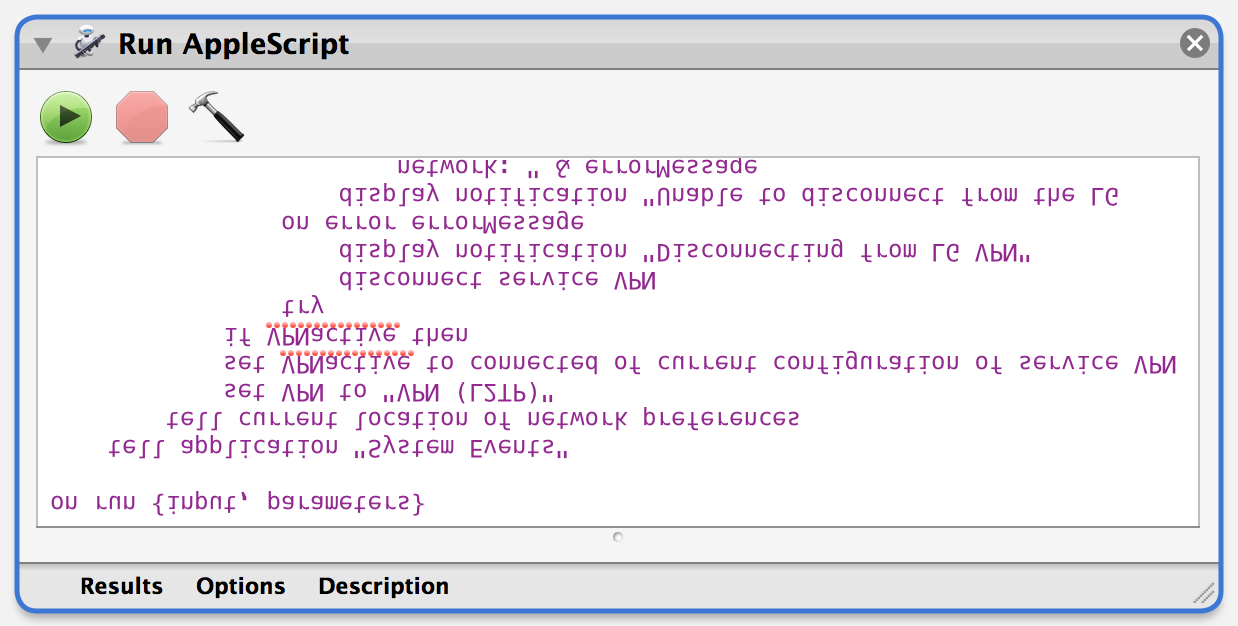 Run AppleScript
on run {input, parameters}
tell application "System Events"
tell current location of network preferences
set VPN to "VPN (L2TP)"
set VPNactive to connected of current configuration of service VPN
if VPNactive then
try
disconnect service VPN
display notification "Disconnecting from LG VPN"
on error errorMessage
display notification "Unable to disconnect from the LG
network: " & errorMessage
Results Options Description